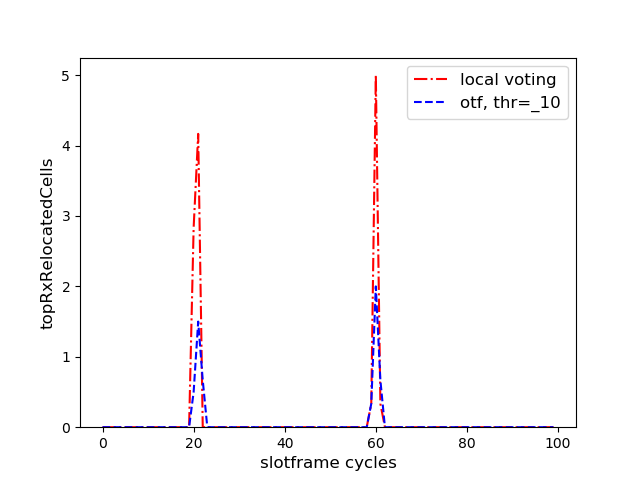 local voting
otf, thr=_10
topRxRelocatedCells
5
4
3
2
1
0
0 20 40 60 80 100
slotframe cycles